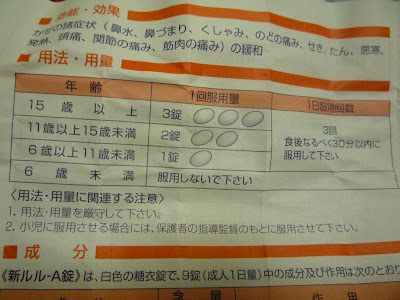 効能・効果
かぜの諸症状（鼻水、鼻づまり、くしゃみ、のどの痛み、せき、たん、悪寒、
発熱、頭痛、関節の痛み、筋肉の痛み）の緩和
用法・用量
年齢 1回服用量 1日服用回数
15歳以上 3錠
11歳以上15歳未満 2錠
6歳以上11歳未満 1錠
3回
食後なるべく30分以内に
服用して下さい
6歳未満 服用しないで下さい
〈用法・用量に関連する注意〉
1. 用法・用量を厳守して下さい。
2. 小児に服用させる場合には、保護者の指導監督のもとに服用させて下さい。
成分
《新ルル-A錠》は、白色の糖衣錠で、9錠（成人1日量）中の成分及び作用は次のとおり